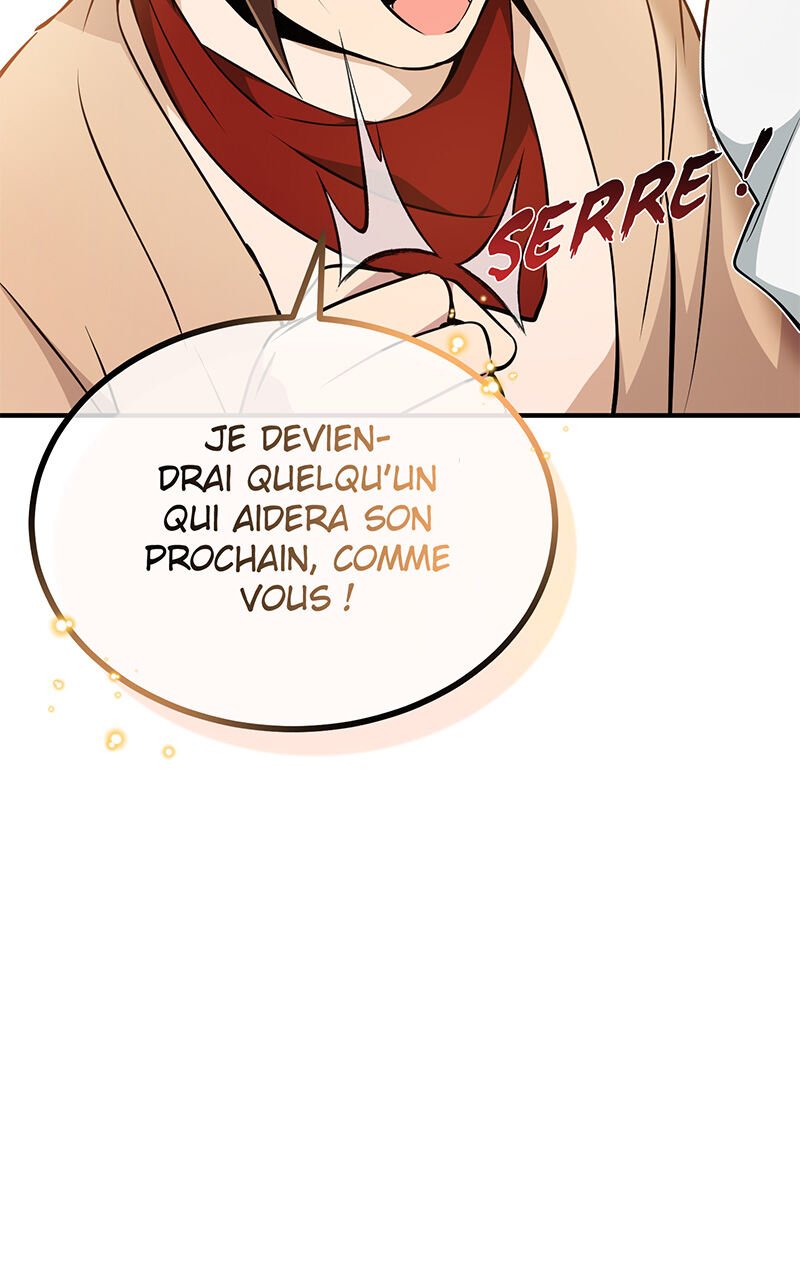 SERRE !
JE DEVIEN-
DRAI QUELQU'UN
QUI AIDERA SON
PROCHAIN, COMME
VOUS !